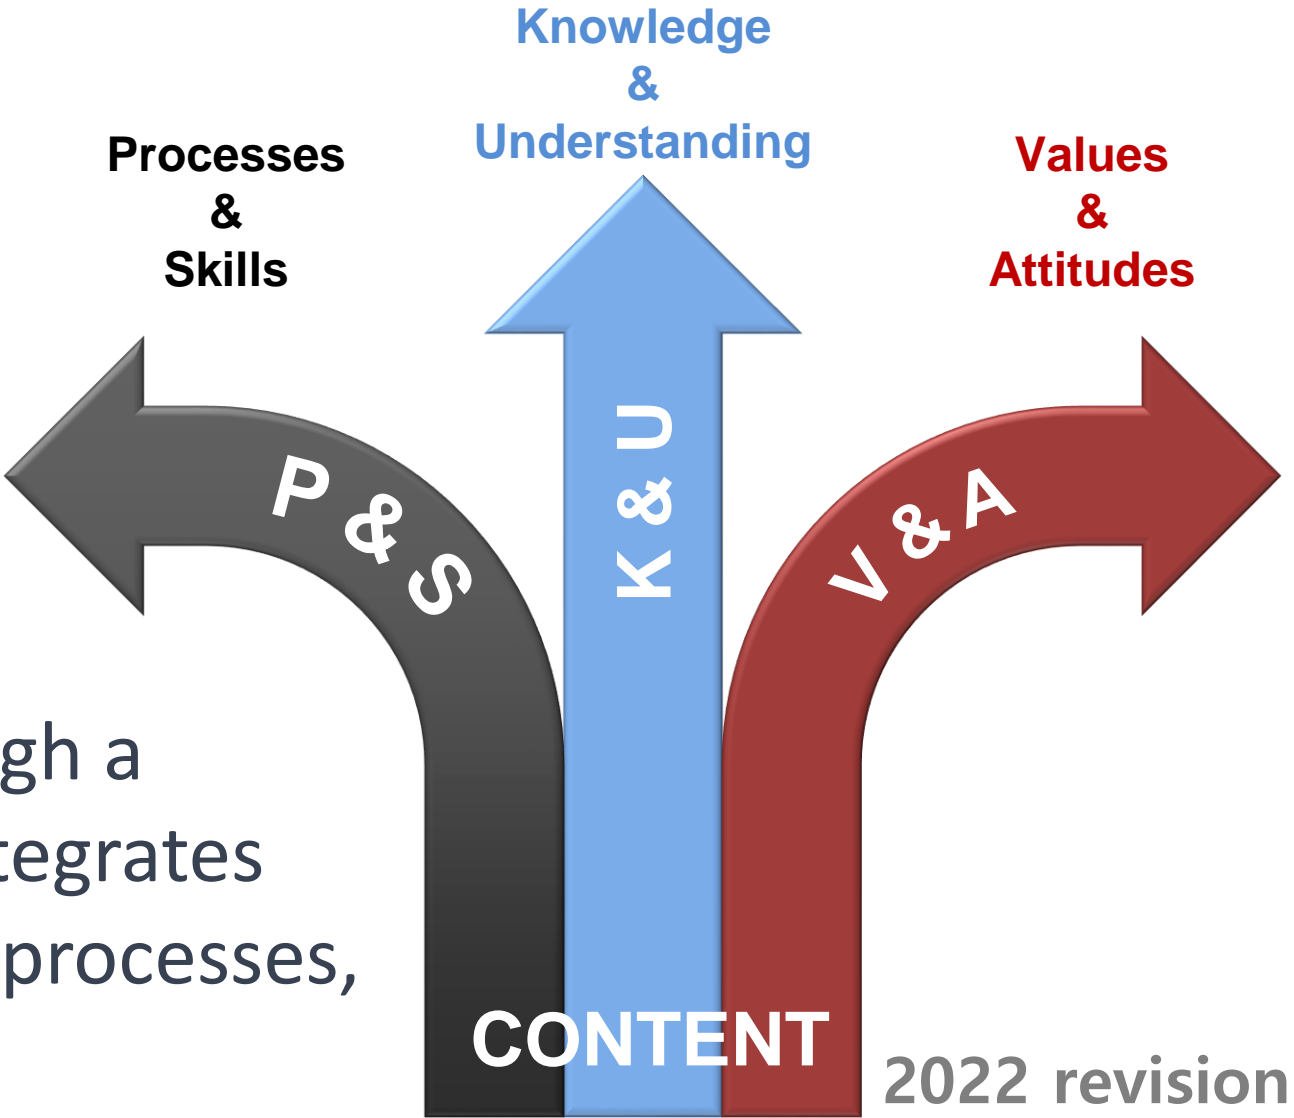 Knowledge
&
Understanding
Processes
&
Skills
Values
&
Attitudes
P & S
K & U
V & A
gh a
tegrates
processes,
CONTENT
2022 revision